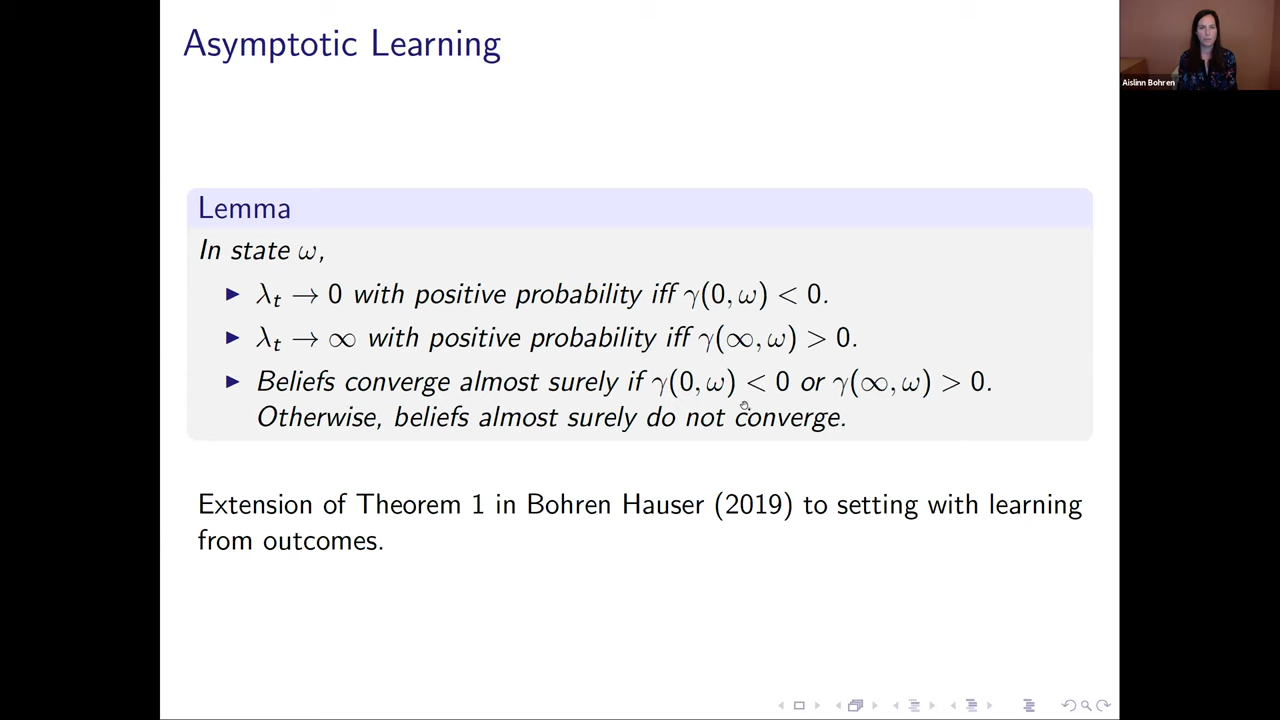 Asymptotic Learning
Aislinn Bohren
Lemma
In state ω,
▶ λₜ → 0 with positive probability iff γ(0, ω) < 0.
▶ λₜ → ∞ with positive probability iff γ(∞, ω) > 0.
▶ Beliefs converge almost surely if γ(0, ω) < 0 or γ(∞, ω) > 0.
Otherwise, beliefs almost surely do not converge.
Extension of Theorem 1 in Bohren Hauser (2019) to setting with learning
from outcomes.